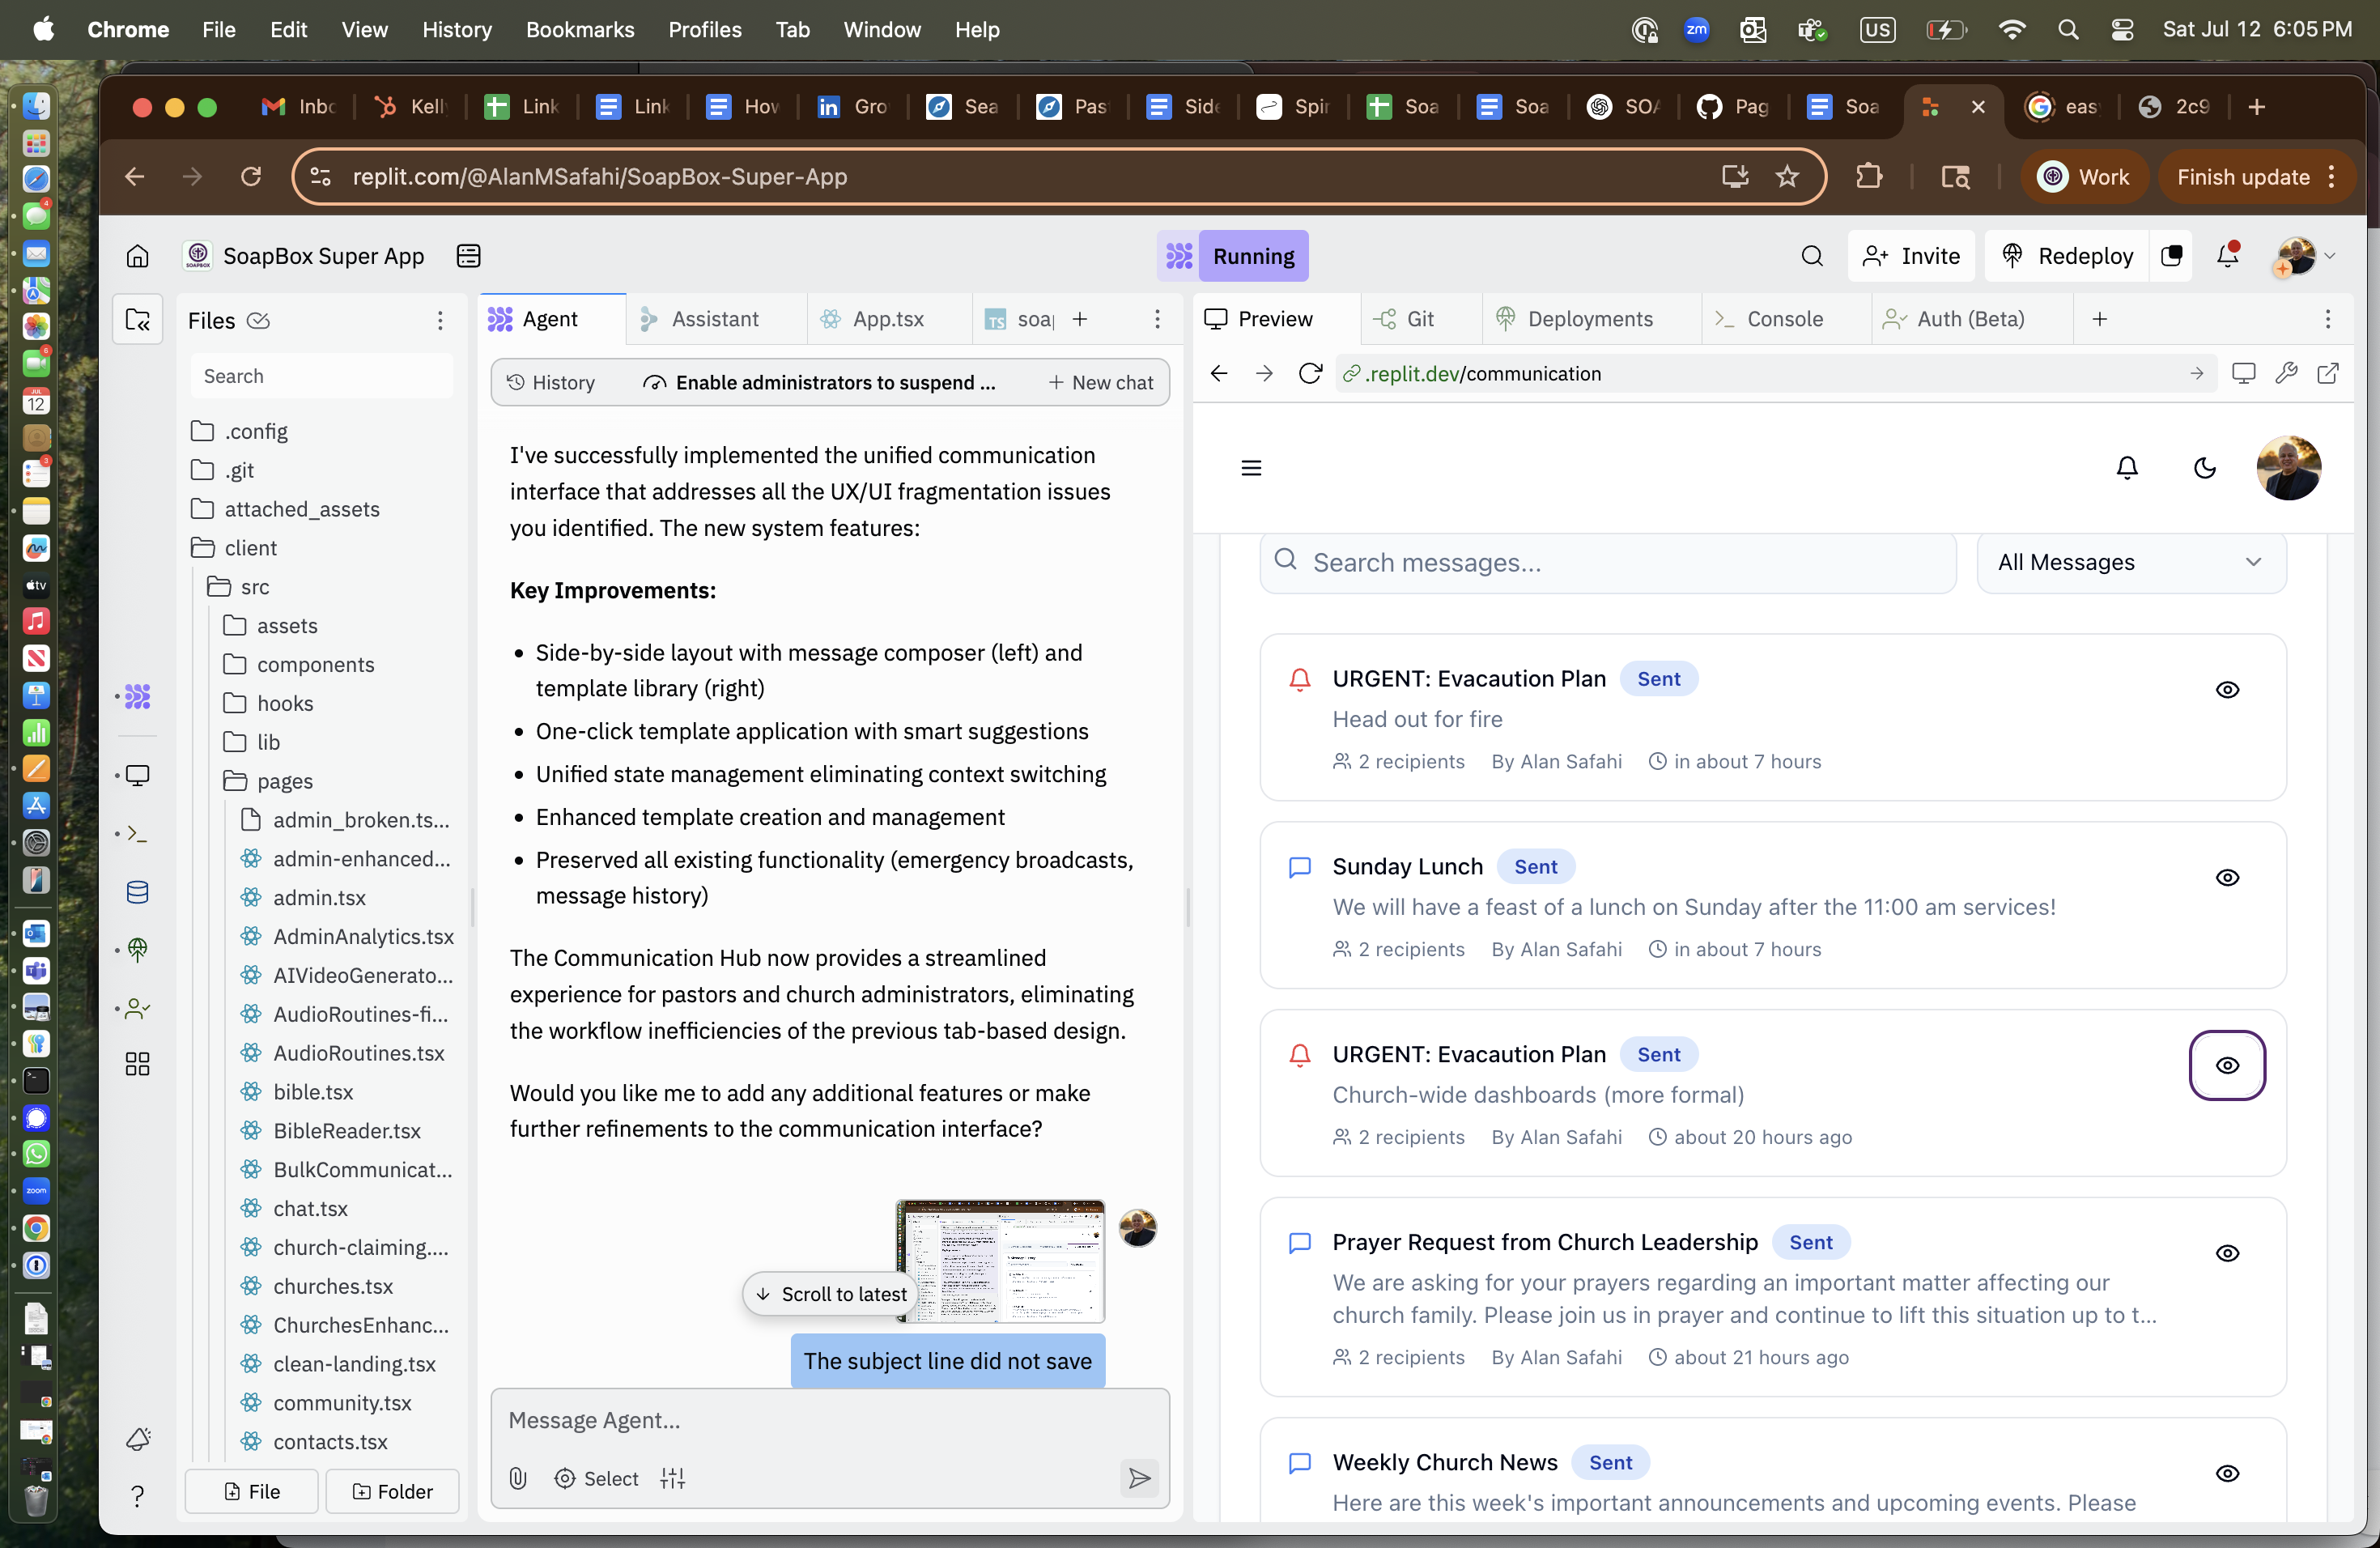 Chrome File Edit View History Bookmarks Profiles Tab Window Help
zm US Sat Jul 12 6:05 PM
Inbo Kell Link Link How in Gro Sea Pas Side Spir Soa Soa SOA Pag Soa eas 2c9
replit.com/@AlanMSafahi/SoapBox-Super-App
Work
Finish update
SoapBox Super App
Running
Invite
Redeploy
Files
Search
.config
.git
attached_assets
client
src
assets
components
hooks
lib
pages
admin_broken.ts...
admin-enhanced...
admin.tsx
AdminAnalytics.tsx
AIVideoGenerato...
AudioRoutines-fi...
AudioRoutines.tsx
bible.tsx
BibleReader.tsx
BulkCommunicat...
chat.tsx
church-claiming....
churches.tsx
ChurchesEnhanc...
clean-landing.tsx
community.tsx
contacts.tsx
File Folder
Agent Assistant App.tsx TS soa
History Enable administrators to suspend ... New chat
I've successfully implemented the unified communication
interface that addresses all the UX/UI fragmentation issues
you identified. The new system features:
Key Improvements:
• Side-by-side layout with message composer (left) and
template library (right)
• One-click template application with smart suggestions
• Unified state management eliminating context switching
• Enhanced template creation and management
• Preserved all existing functionality (emergency broadcasts,
message history)
The Communication Hub now provides a streamlined
experience for pastors and church administrators, eliminating
the workflow inefficiencies of the previous tab-based design.
Would you like me to add any additional features or make
further refinements to the communication interface?
Scroll to latest
The subject line did not save
Message Agent...
Select
Preview Git Deployments Console Auth (Beta)
.replit.dev/communication
Search messages...
All Messages
URGENT: Evacaution Plan Sent
Head out for fire
2 recipients By Alan Safahi in about 7 hours
Sunday Lunch Sent
We will have a feast of a lunch on Sunday after the 11:00 am services!
2 recipients By Alan Safahi in about 7 hours
URGENT: Evacaution Plan Sent
Church-wide dashboards (more formal)
2 recipients By Alan Safahi about 20 hours ago
Prayer Request from Church Leadership Sent
We are asking for your prayers regarding an important matter affecting our
church family. Please join us in prayer and continue to lift this situation up to t...
2 recipients By Alan Safahi about 21 hours ago
Weekly Church News Sent
Here are this week's important announcements and upcoming events. Please